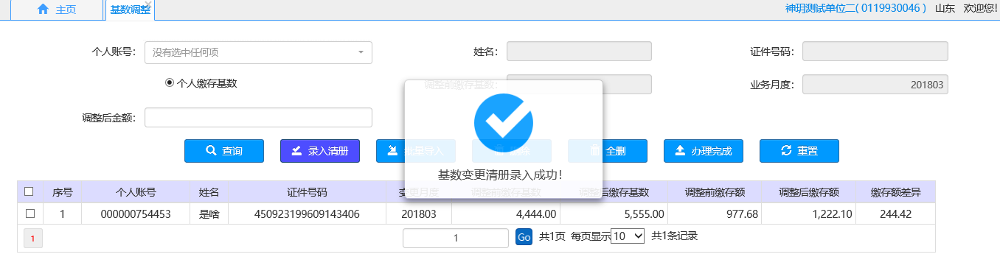 主页 基数调整 神玥测试单位二( 0119930046 ) 山东 欢迎您!
个人账号: 没有选中任何项 姓名: 证件号码:
个人缴存基数 调整前缴存基数: 业务月度: 201803
调整后金额:
查询 录入清册 批量导入 删除 全删 办理完成 重置
基数变更清册录入成功!
序号 个人账号 姓名 证件号码 变更月度 调整前缴存基数 调整后缴存基数 调整前缴存额 调整后缴存额 缴存额差异
1 000000754453 是啥 450923199609143406 201803 4,444.00 5,555.00 977.68 1,222.10 244.42
1 1 Go 共1页 每页显示 10 共1条记录